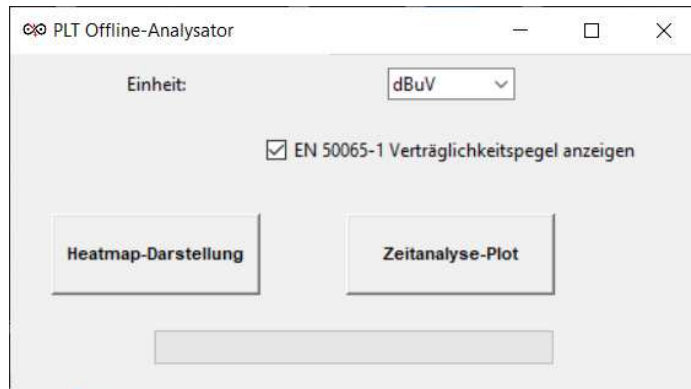 PLT Offline-Analysator
Einheit: dBuV
EN 50065-1 Verträglichkeitspegel anzeigen
Heatmap-Darstellung Zeitanalyse-Plot